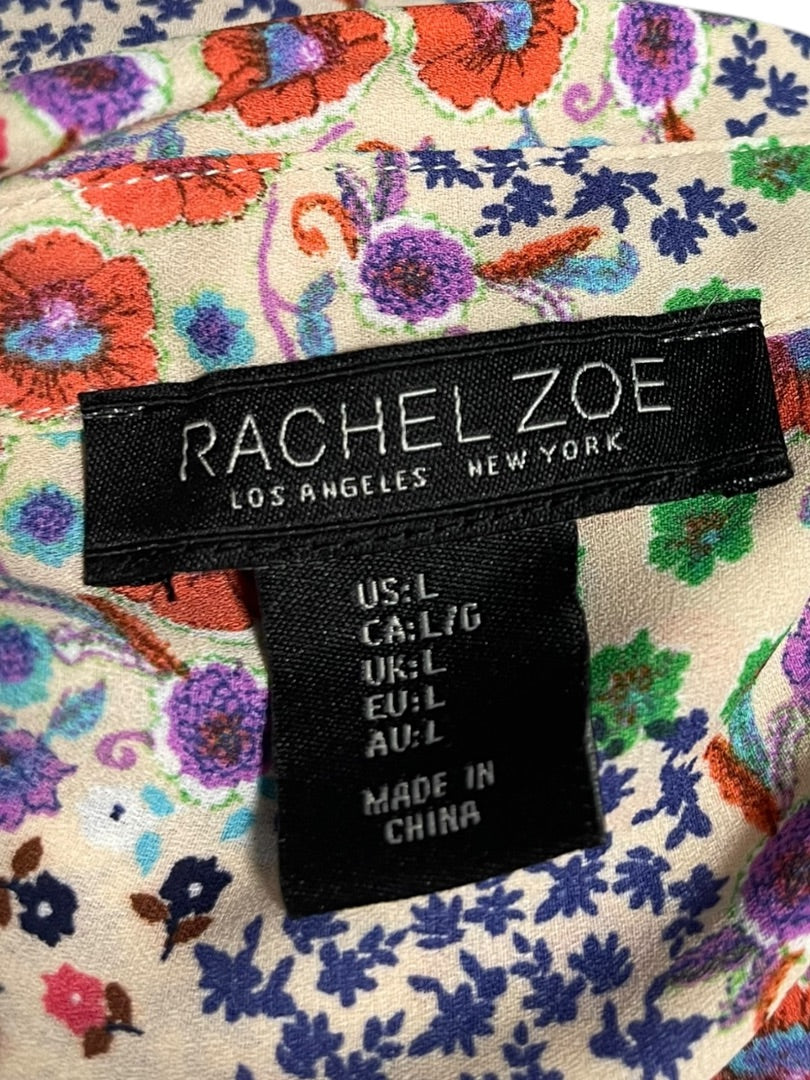 RACHEL ZOE
LOS ANGELES NEW YORK
US:L
CA:L/G
UK:L
EU:L
AU:L
MADE IN
CHINA